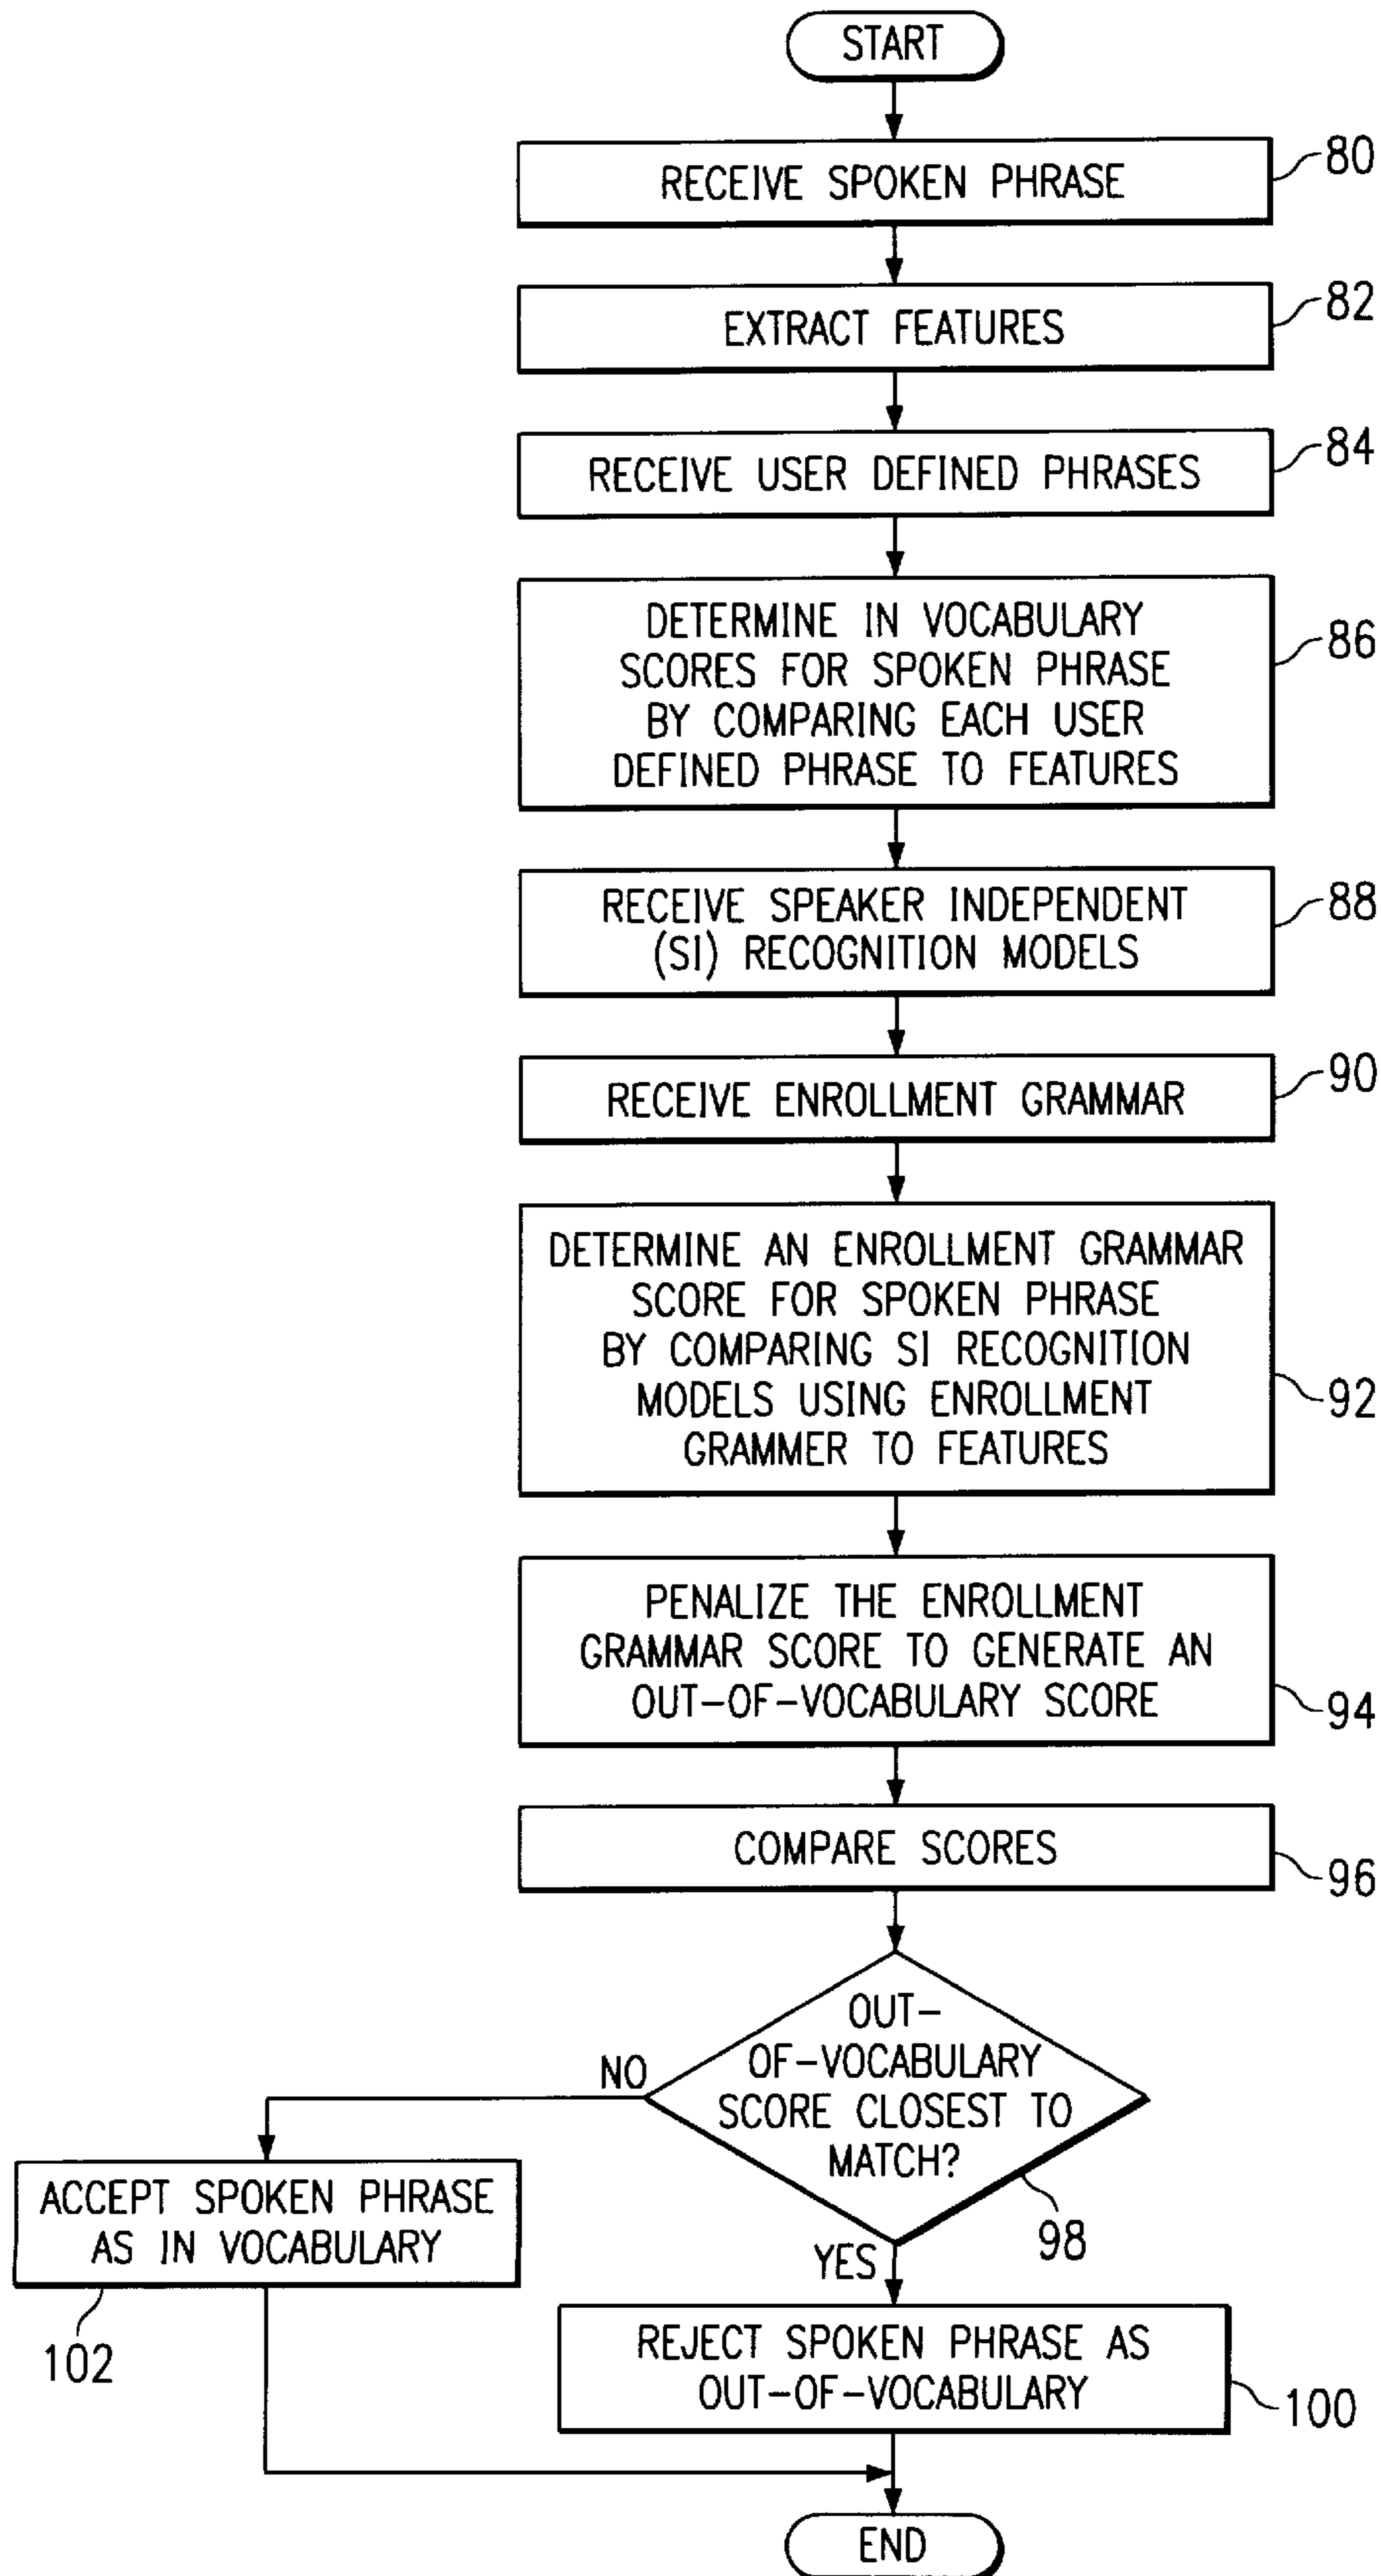 START
RECEIVE SPOKEN PHRASE
80
EXTRACT FEATURES
82
RECEIVE USER DEFINED PHRASES
84
DETERMINE IN VOCABULARY
SCORES FOR SPOKEN PHRASE
BY COMPARING EACH USER
DEFINED PHRASE TO FEATURES
86
RECEIVE SPEAKER INDEPENDENT
(SI) RECOGNITION MODELS
88
RECEIVE ENROLLMENT GRAMMAR
90
DETERMINE AN ENROLLMENT GRAMMAR
SCORE FOR SPOKEN PHRASE
BY COMPARING SI RECOGNITION
MODELS USING ENROLLMENT
GRAMMER TO FEATURES
92
PENALIZE THE ENROLLMENT
GRAMMAR SCORE TO GENERATE AN
OUT-OF-VOCABULARY SCORE
94
COMPARE SCORES
96
OUT-
OF-VOCABULARY
SCORE CLOSEST TO
MATCH?
98
NO
ACCEPT SPOKEN PHRASE
AS IN VOCABULARY
102
YES
REJECT SPOKEN PHRASE AS
OUT-OF-VOCABULARY
100
END